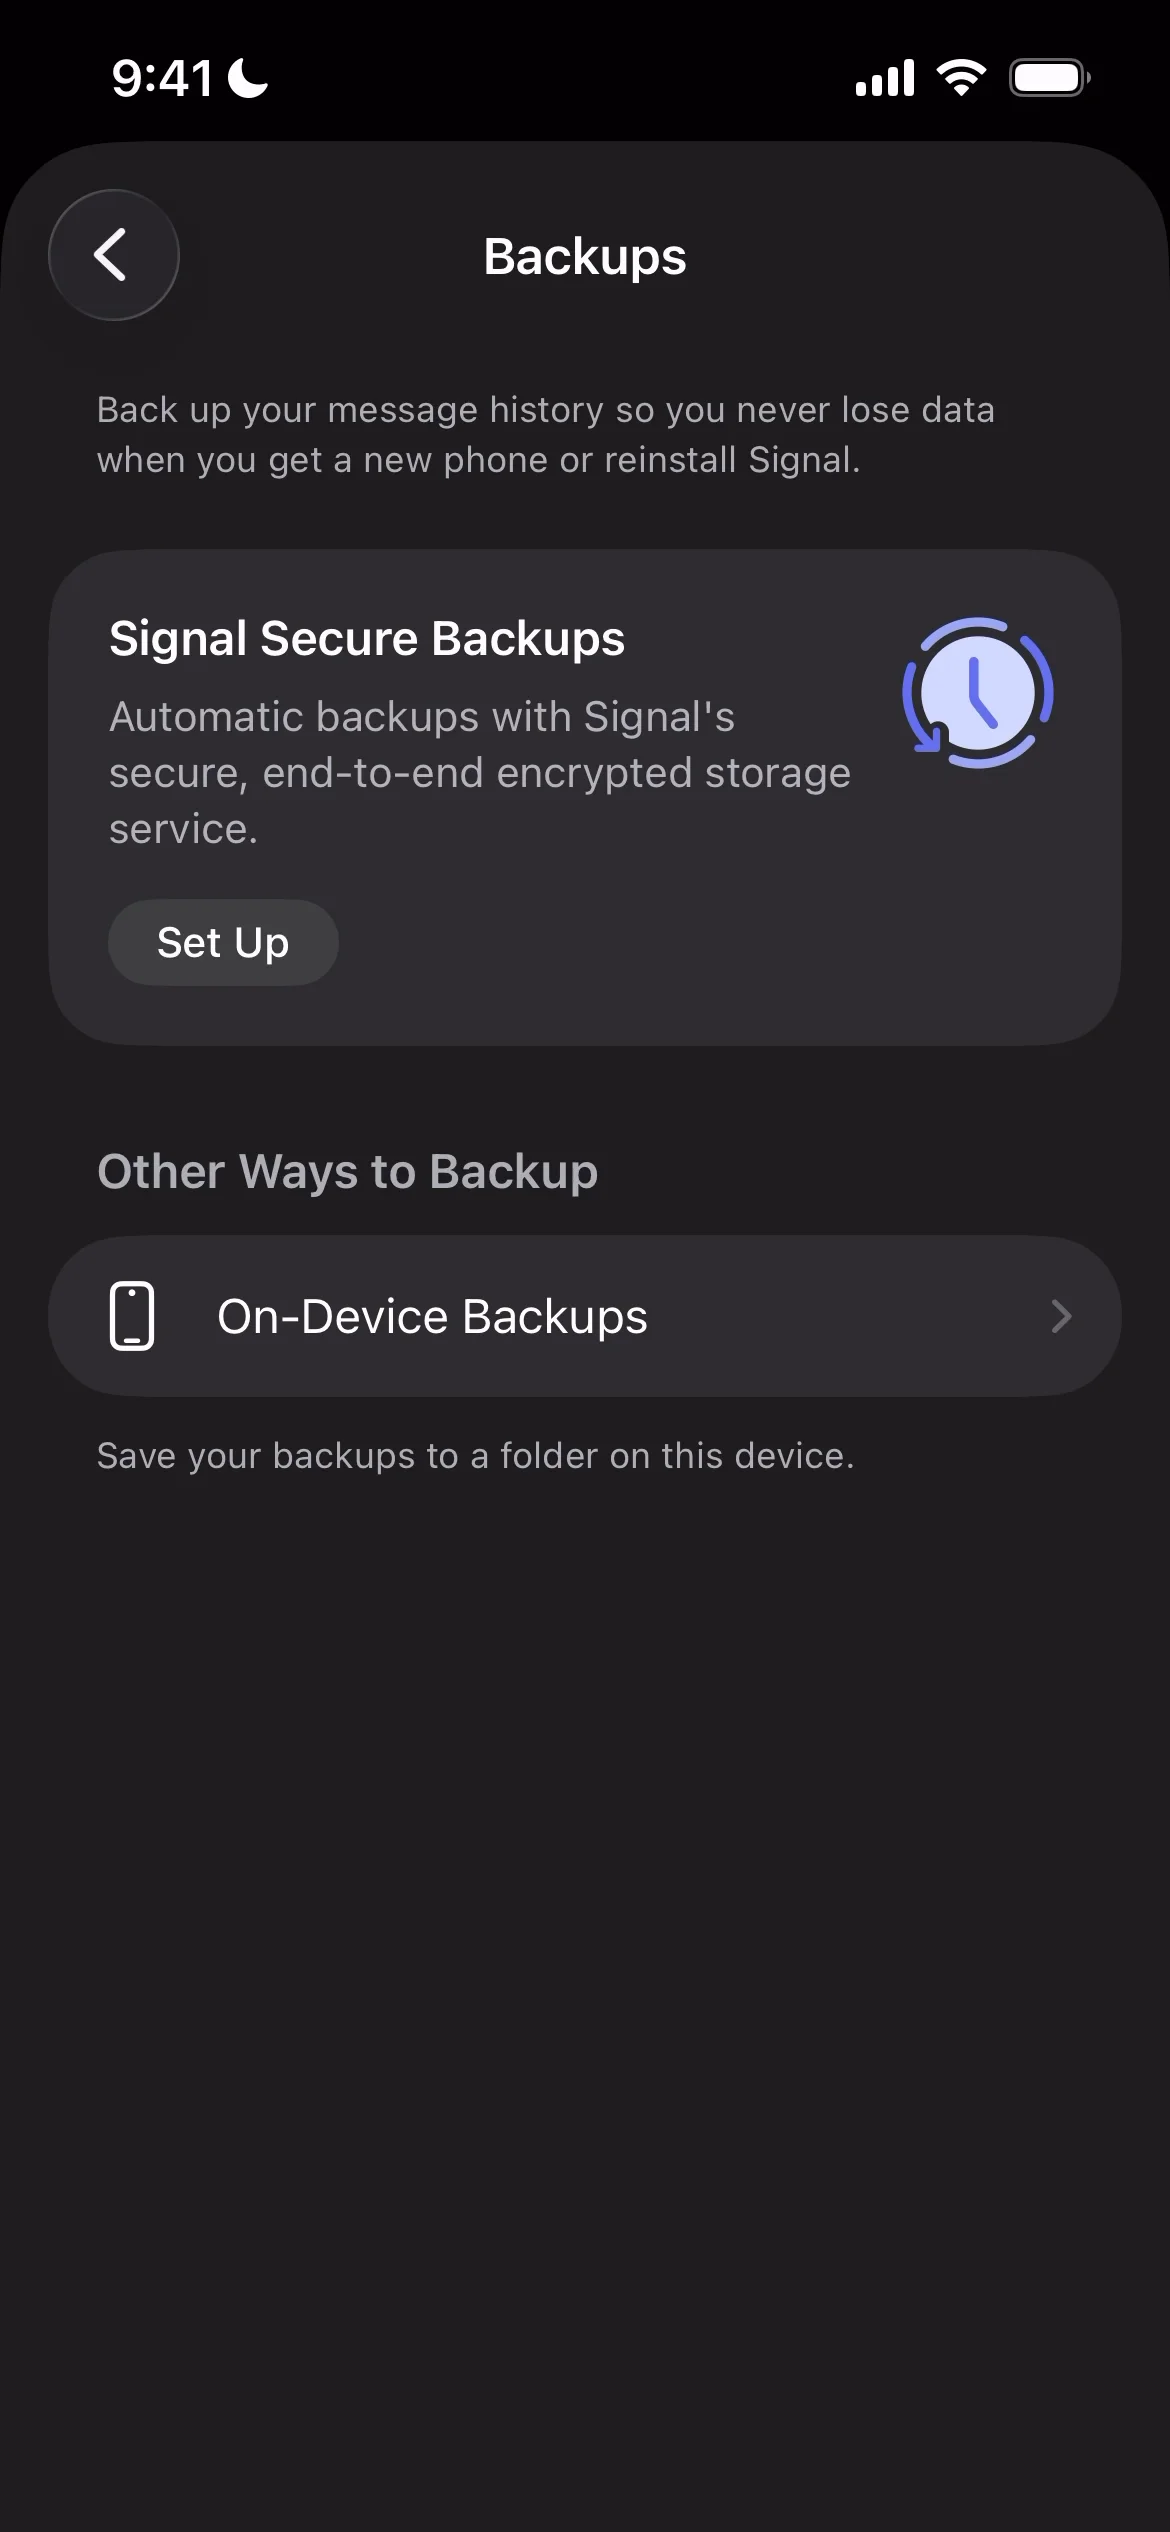 9:41
Backups
Back up your message history so you never lose data
when you get a new phone or reinstall Signal.
Signal Secure Backups
Automatic backups with Signal's
secure, end-to-end encrypted storage
service.
Set Up
Other Ways to Backup
On-Device Backups
Save your backups to a folder on this device.